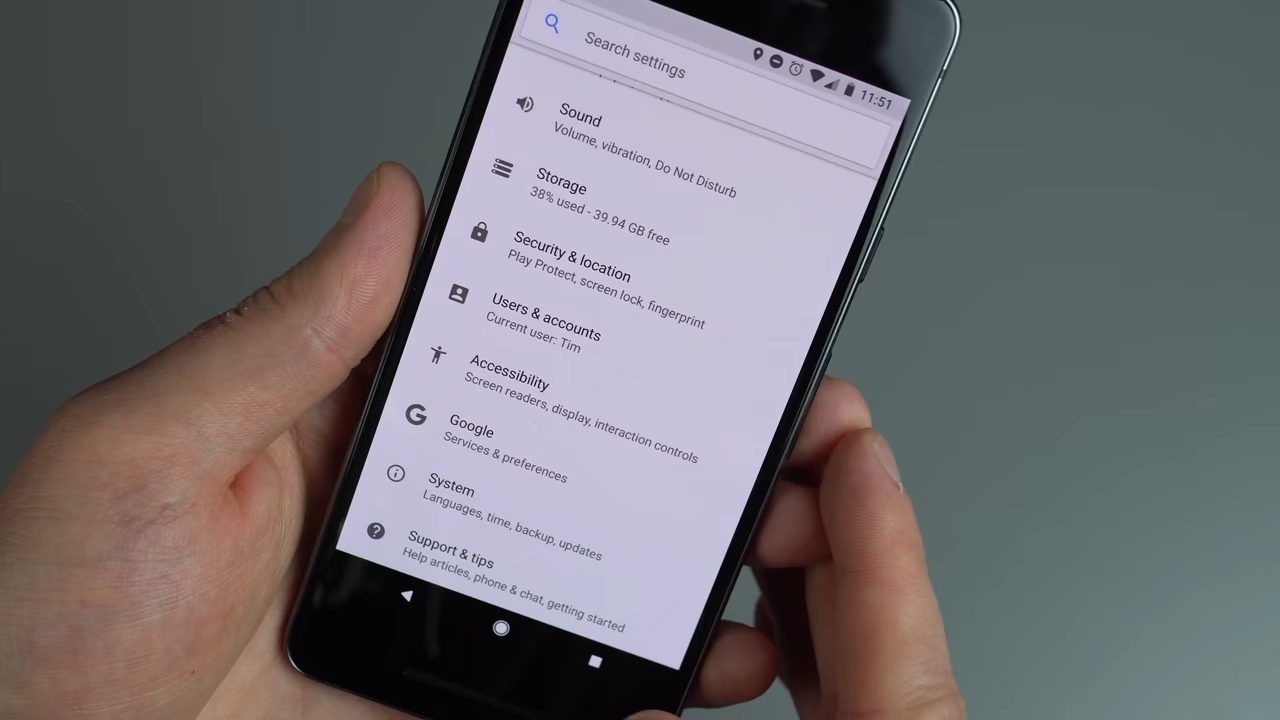 11:51
Search settings
Sound
Volume, vibration, Do Not Disturb
Storage
38% used - 39.94 GB free
Security & location
Play Protect, screen lock, fingerprint
Users & accounts
Current user: Tim
Accessibility
Screen readers, display, interaction controls
Google
Services & preferences
System
Languages, time, backup, updates
Support & tips
Help articles, phone & chat, getting started